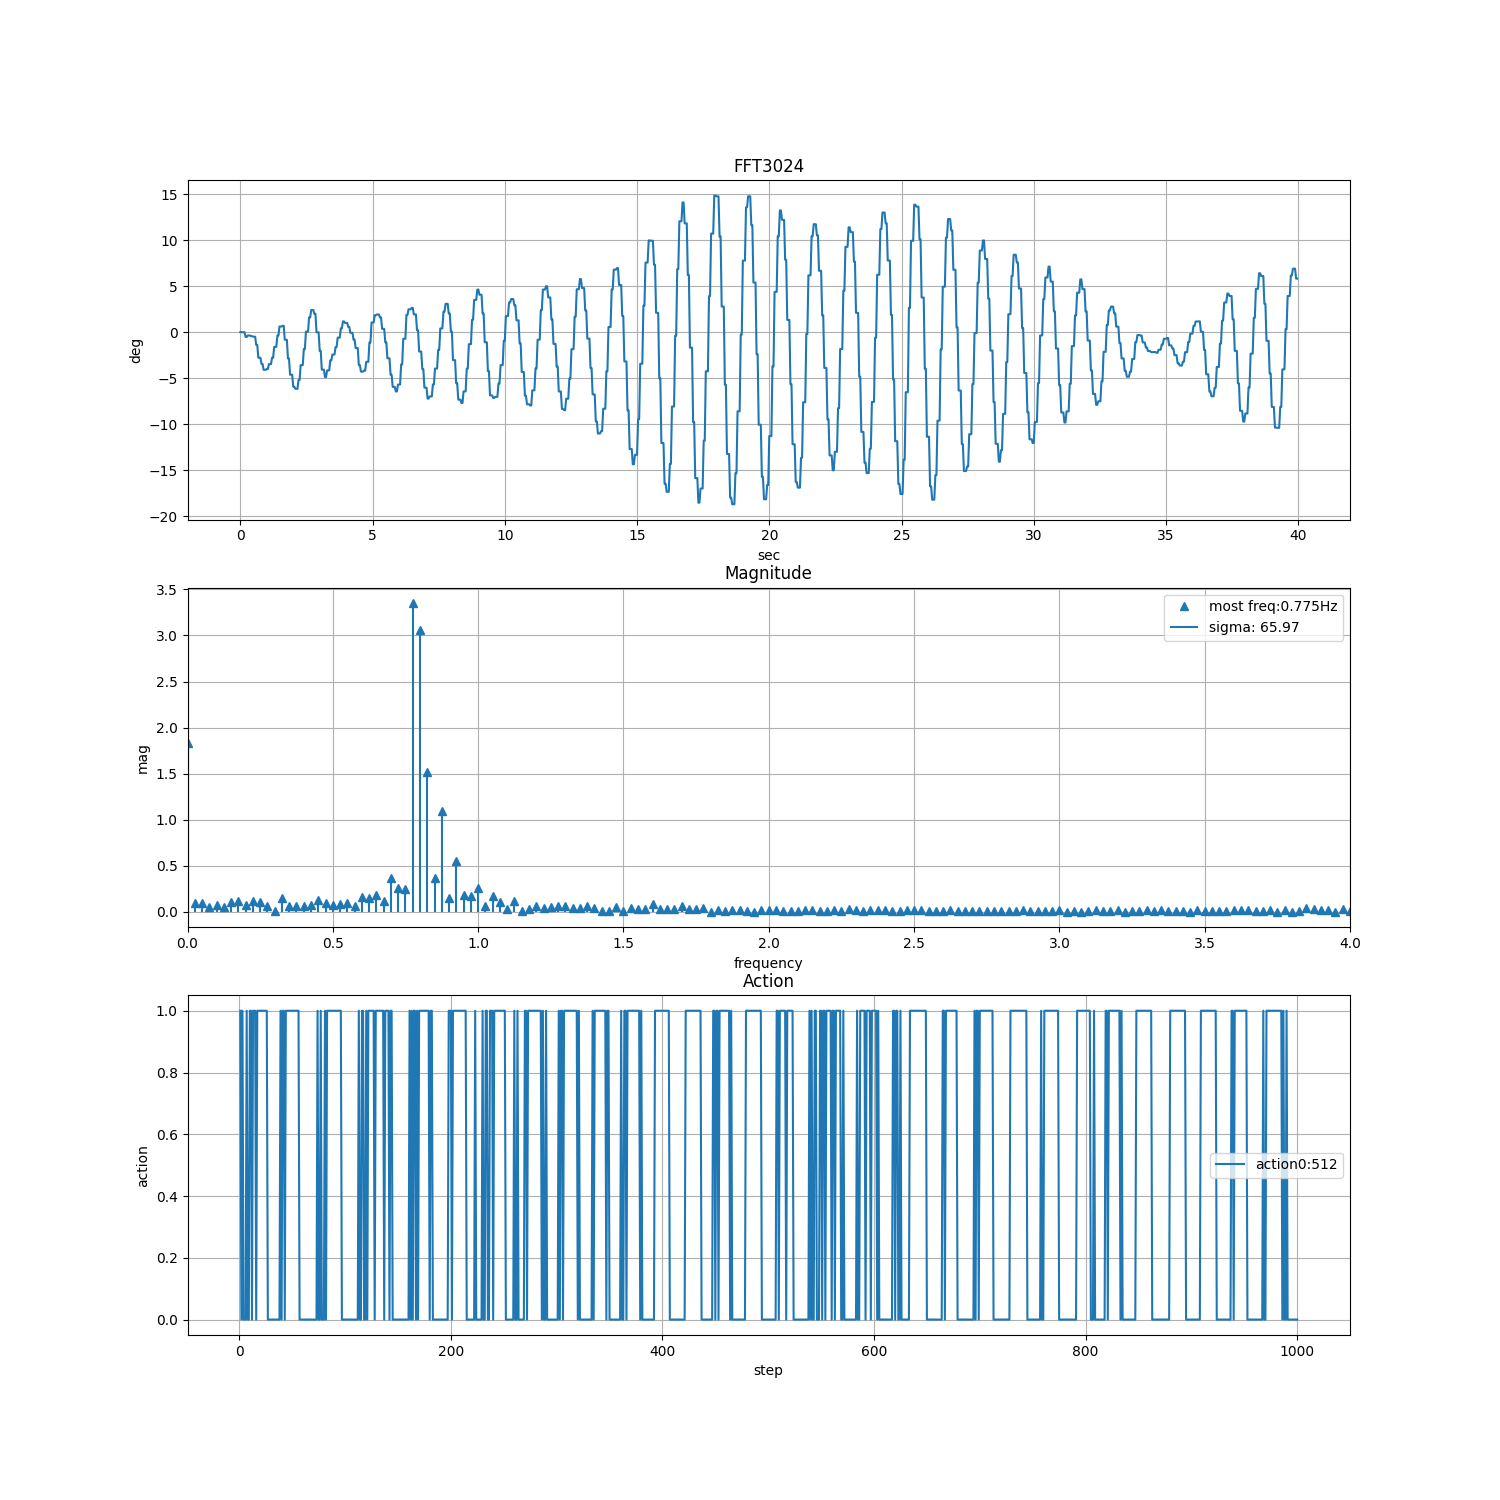 FFT3024
15
10
5
0
−5
−10
−15
−20
deg
0 5 10 15 20 25 30 35 40
sec
Magnitude
3.5
3.0
2.5
2.0
1.5
1.0
0.5
0.0
mag
most freq:0.775Hz
sigma: 65.97
0.0 0.5 1.0 1.5 2.0 2.5 3.0 3.5 4.0
frequency
Action
1.0
0.8
0.6
0.4
0.2
0.0
action
action0:512
0 200 400 600 800 1000
step